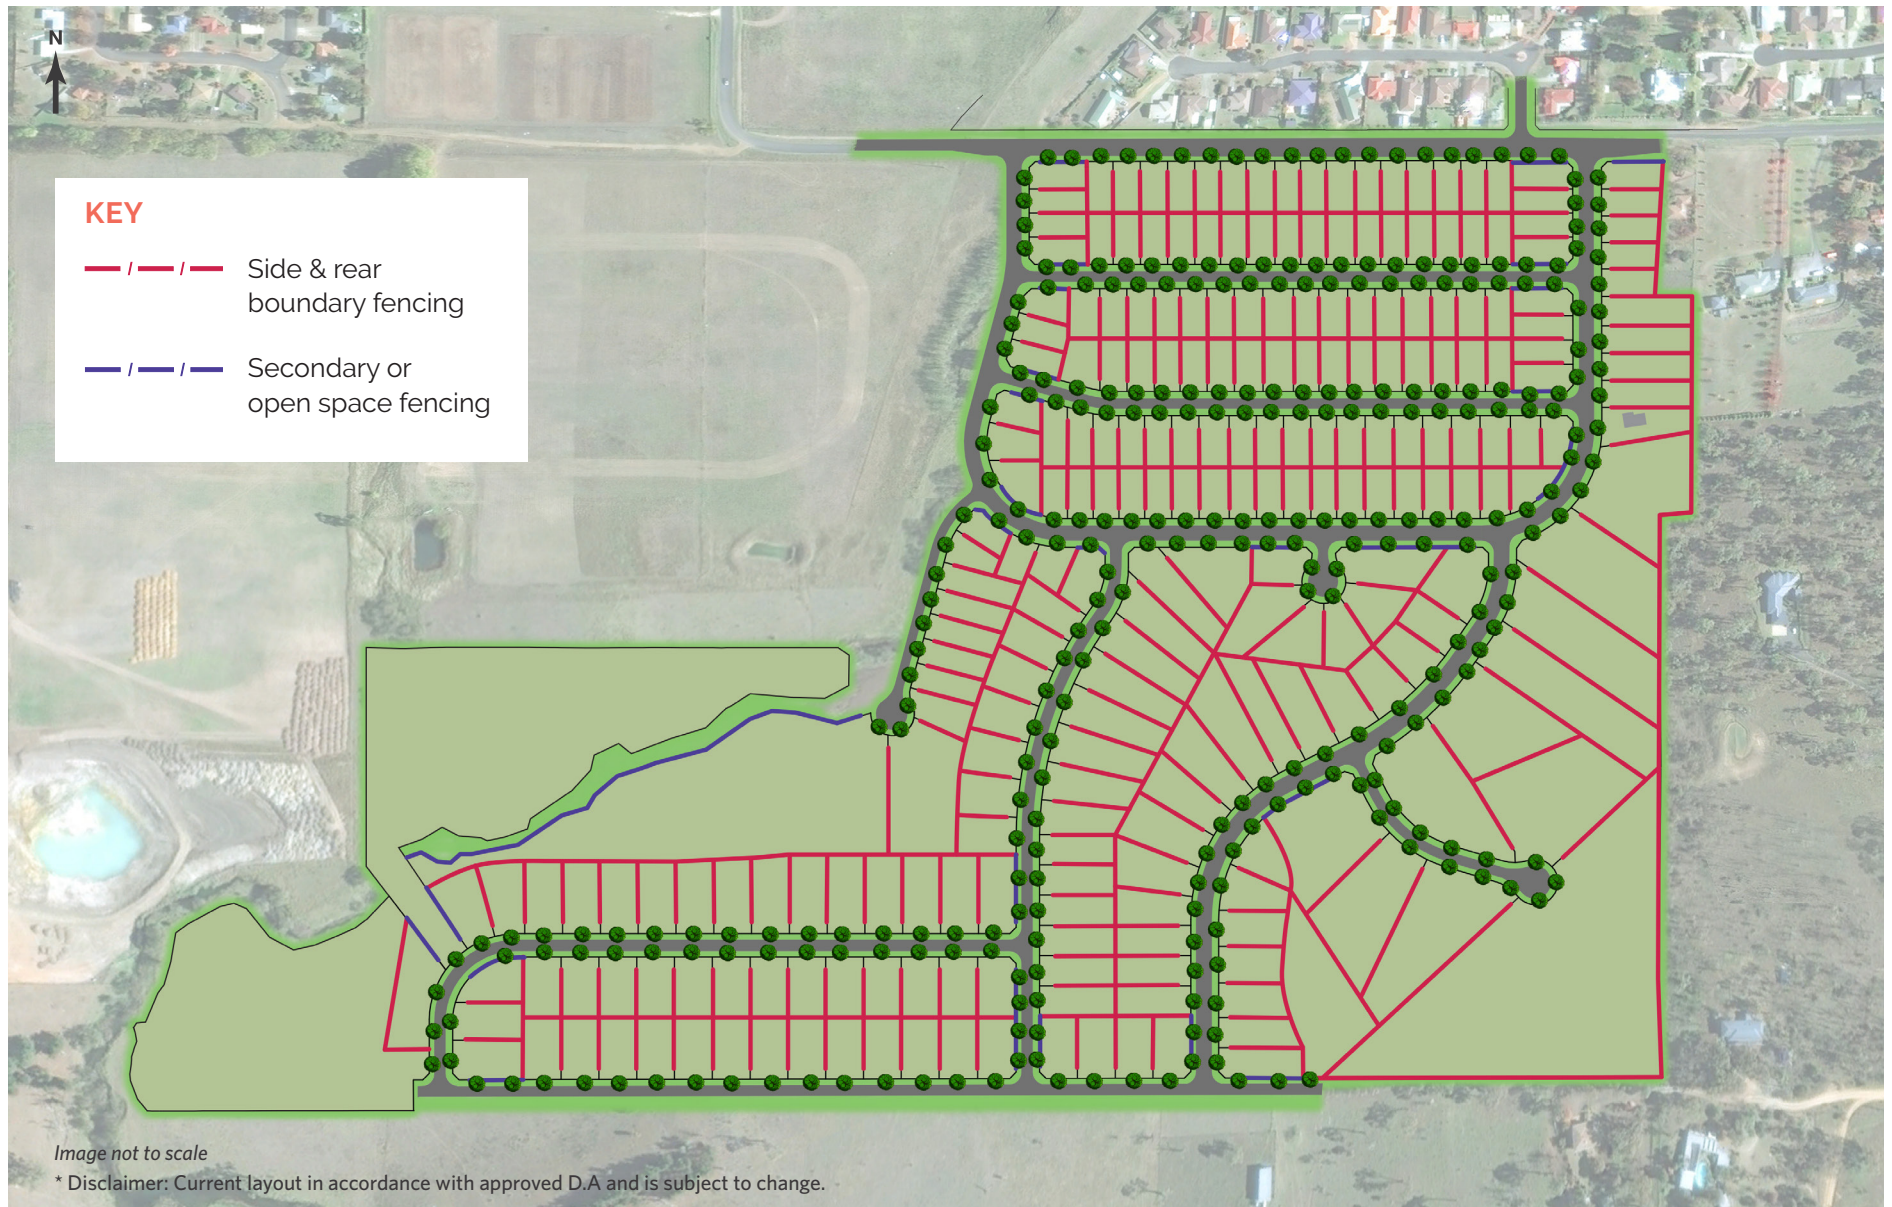 N
KEY
Side & rear
boundary fencing
Secondary or
open space fencing
Image not to scale
* Disclaimer: Current layout in accordance with approved D.A and is subject to change.